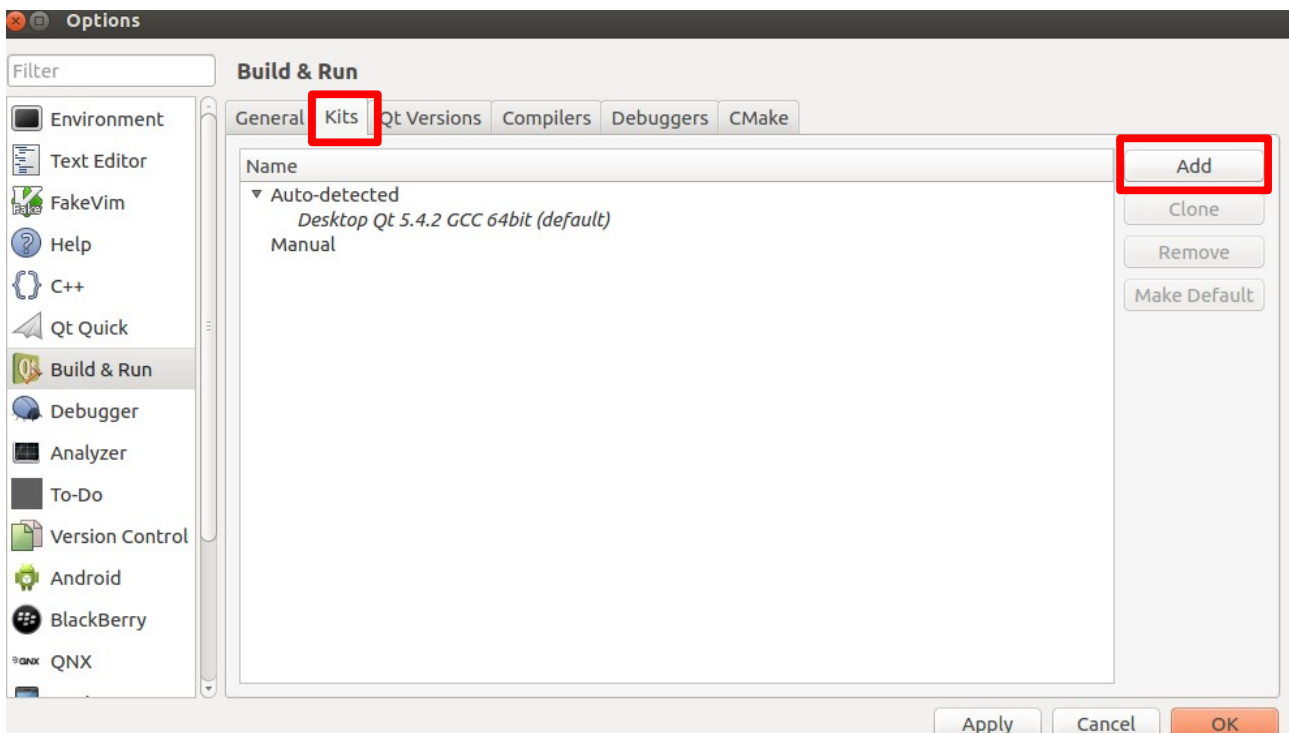 Options
Filter
Build & Run
Environment
Text Editor
FakeVim
Help
C++
Qt Quick
Build & Run
Debugger
Analyzer
To-Do
Version Control
Android
BlackBerry
QNX
General Kits Qt Versions Compilers Debuggers CMake
Name
Auto-detected
Desktop Qt 5.4.2 GCC 64bit (default)
Manual
Add
Clone
Remove
Make Default
Apply Cancel OK